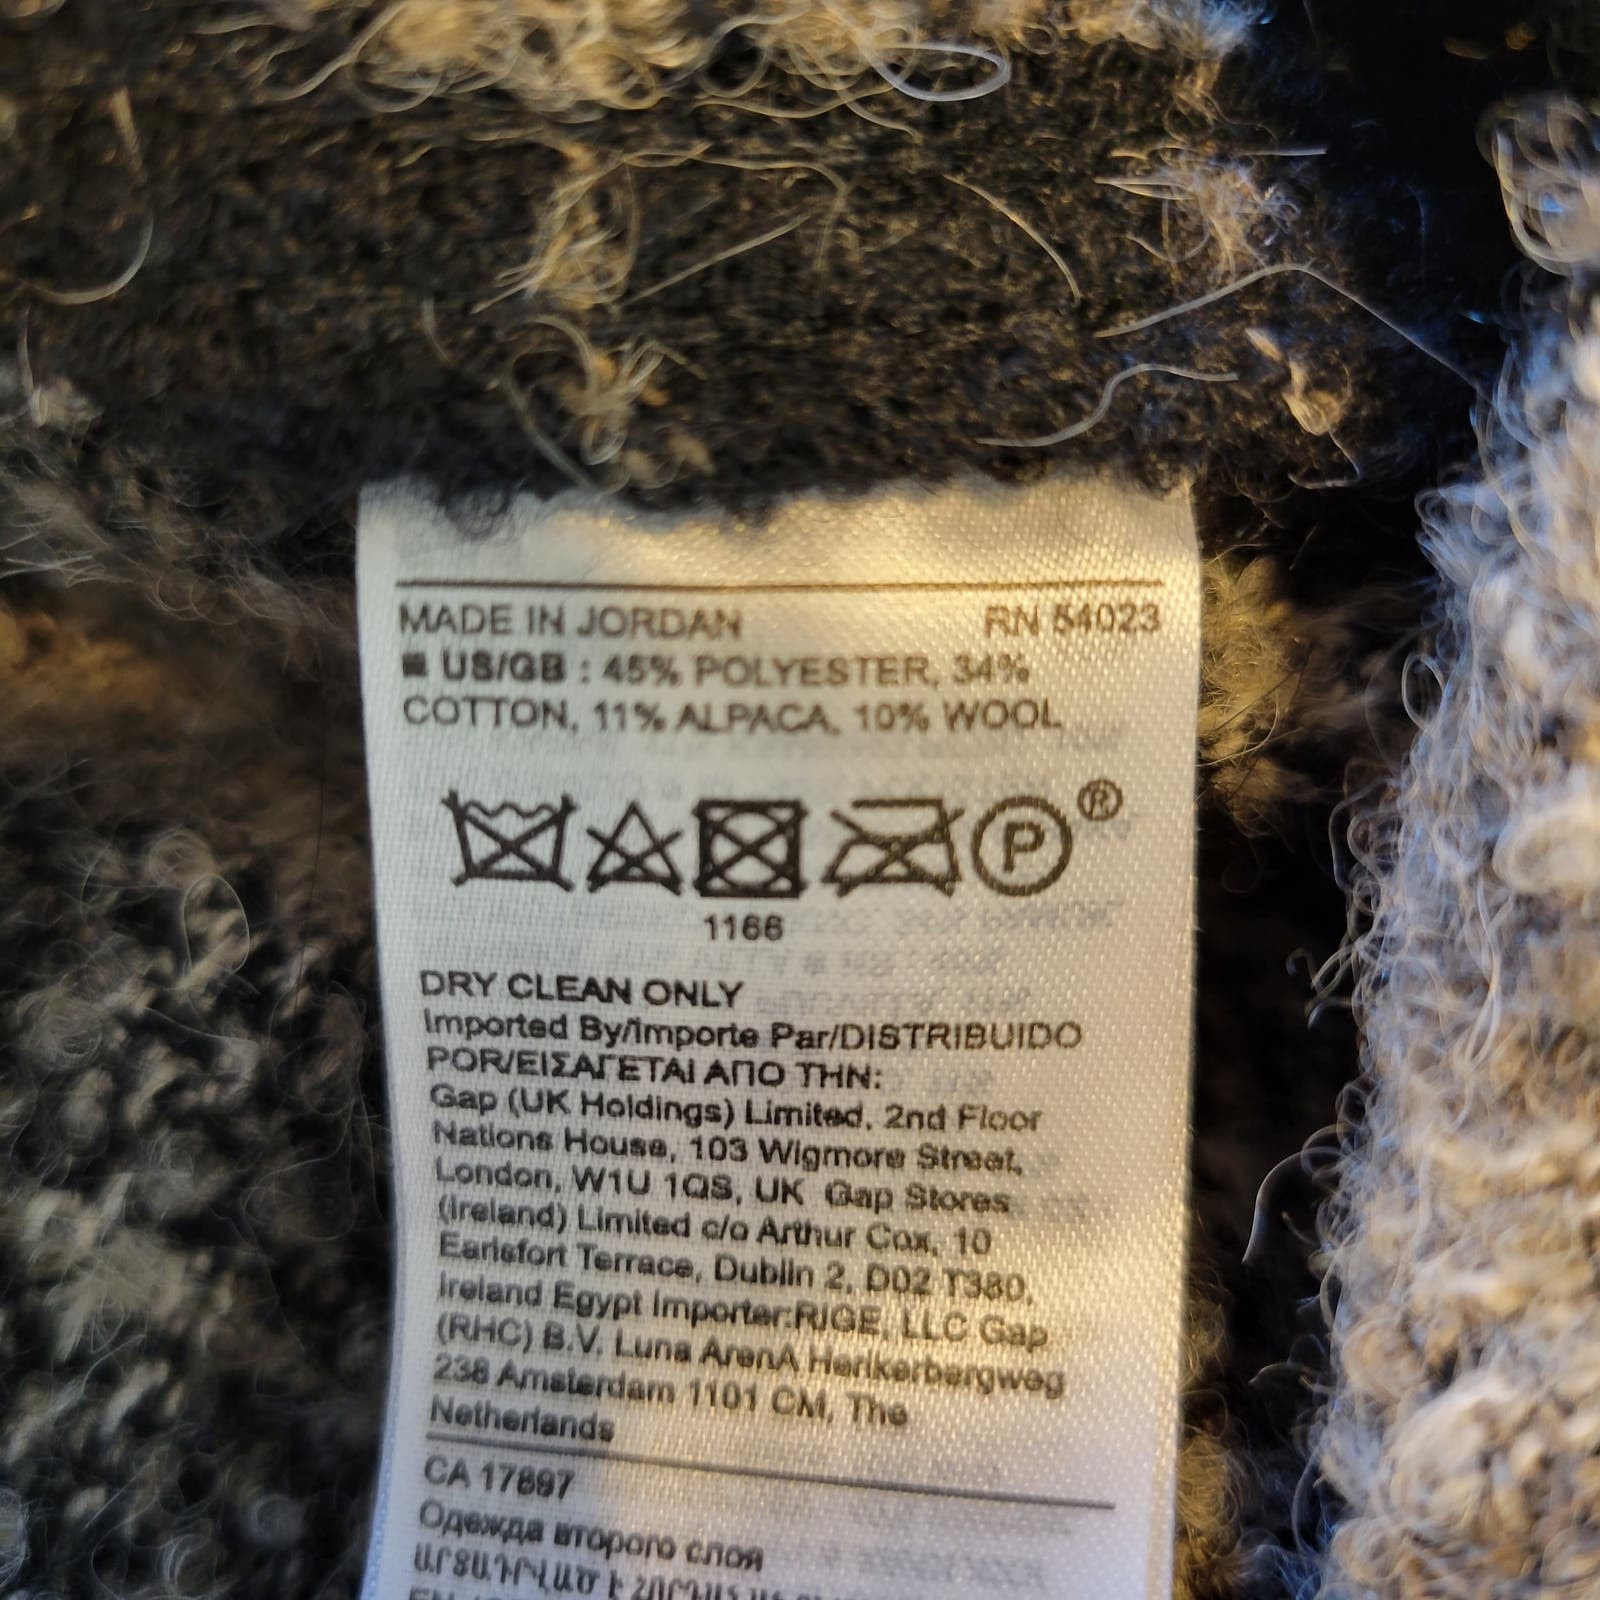 MADE IN JORDAN RN 54023
■ US/GB : 45% POLYESTER, 34%
COTTON, 11% ALPACA, 10% WOOL
P ®
1166
DRY CLEAN ONLY
Imported By/Importe Par/DISTRIBUIDO
POR/ΕΙΣΑΓΕΤΑΙ ΑΠΟ ΤΗΝ:
Gap (UK Holdings) Limited, 2nd Floor
Nations House, 103 Wigmore Street,
London, W1U 1QS, UK Gap Stores
(Ireland) Limited c/o Arthur Cox, 10
Earlsfort Terrace, Dublin 2, D02 T380,
Ireland Egypt Importer:RIGE, LLC Gap
(RHC) B.V. Luna ArenA Herikerbergweg
238 Amsterdam 1101 CM, The
Netherlands
CA 17897
Одежда второго слоя
ԱՐՏԱԴՐՎԱԾ Է